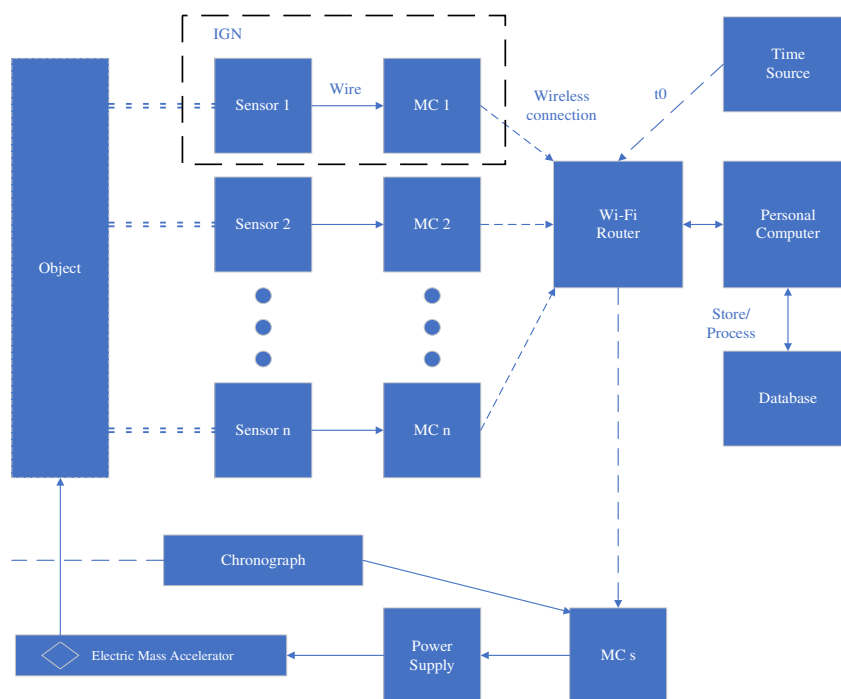 IGN
Time
Source
Sensor 1
Wire
MC 1
Wireless
connection
t0
Sensor 2
MC 2
Wi-Fi
Router
Personal
Computer
Object
Store/
Process
Sensor n
MC n
Database
Chronograph
Electric Mass Accelerator
Power
Supply
MC s